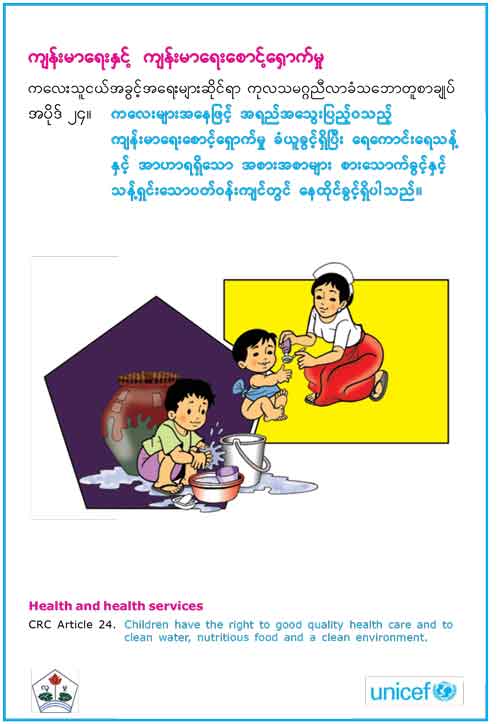 ကျန်းမာရေးနှင့် ကျန်းမာရေးစောင့်ရှောက်မှု
ကလေးသူငယ်အခွင့်အရေးများဆိုင်ရာ ကုလသမဂ္ဂညီလာခံသဘောတူစာချုပ်
အပိုဒ် ၂၄။ ကလေးများအနေဖြင့် အရည်အသွေးပြည့်ဝသည့်
ကျန်းမာရေးစောင့်ရှောက်မှု ခံယူခွင့်ရှိပြီး ရေကောင်းရေသန့်
နှင့် အာဟာရရှိသော အစားအစာများ စားသောက်ခွင့်နှင့်
သန့်ရှင်းသောပတ်ဝန်းကျင်တွင် နေထိုင်ခွင့်ရှိပါသည်။
Health and health services
CRC Article 24. Children have the right to good quality health care and to
clean water, nutritious food and a clean environment.
unicef